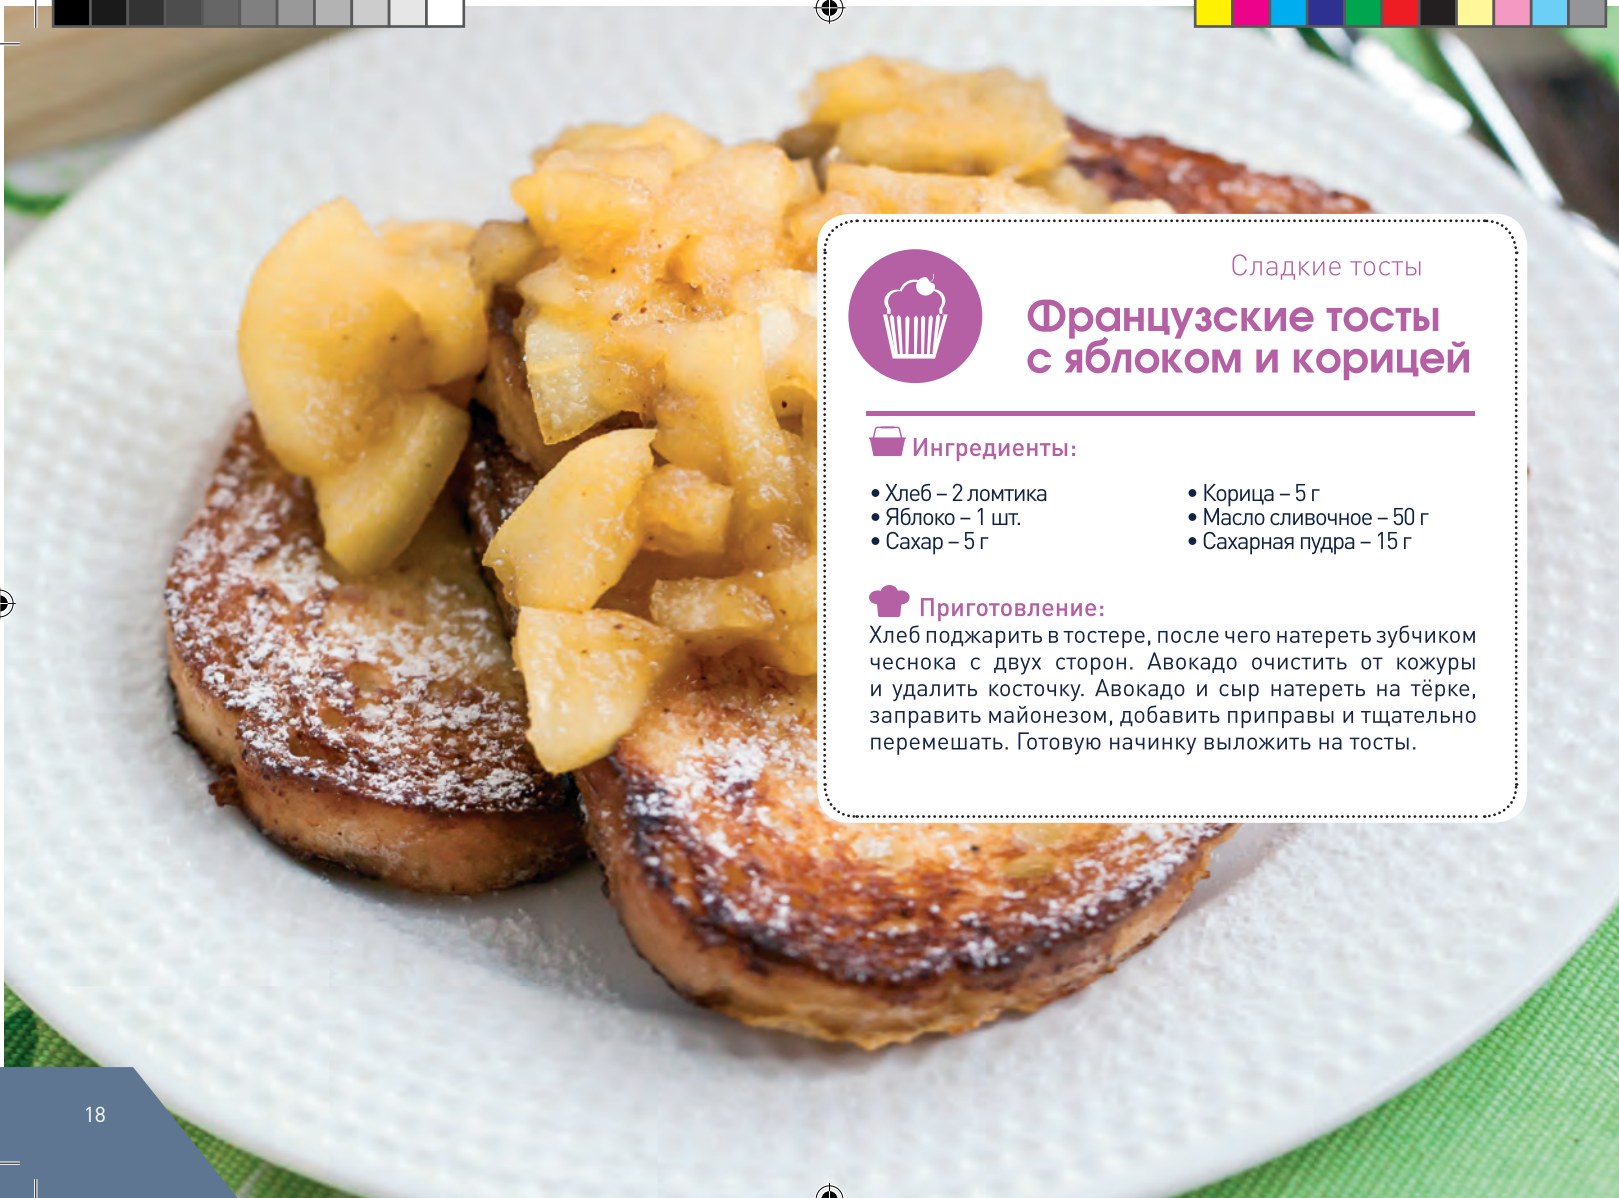 Сладкие тосты
Французские тосты
с яблоком и корицей
Ингредиенты:
• Хлеб – 2 ломтика
• Яблоко – 1 шт.
• Сахар – 5 г
• Корица – 5 г
• Масло сливочное – 50 г
• Сахарная пудра – 15 г
Приготовление:
Хлеб поджарить в тостере, после чего натереть зубчиком
чеснока с двух сторон. Авокадо очистить от кожуры
и удалить косточку. Авокадо и сыр натереть на тёрке,
заправить майонезом, добавить приправы и тщательно
перемешать. Готовую начинку выложить на тосты.
18